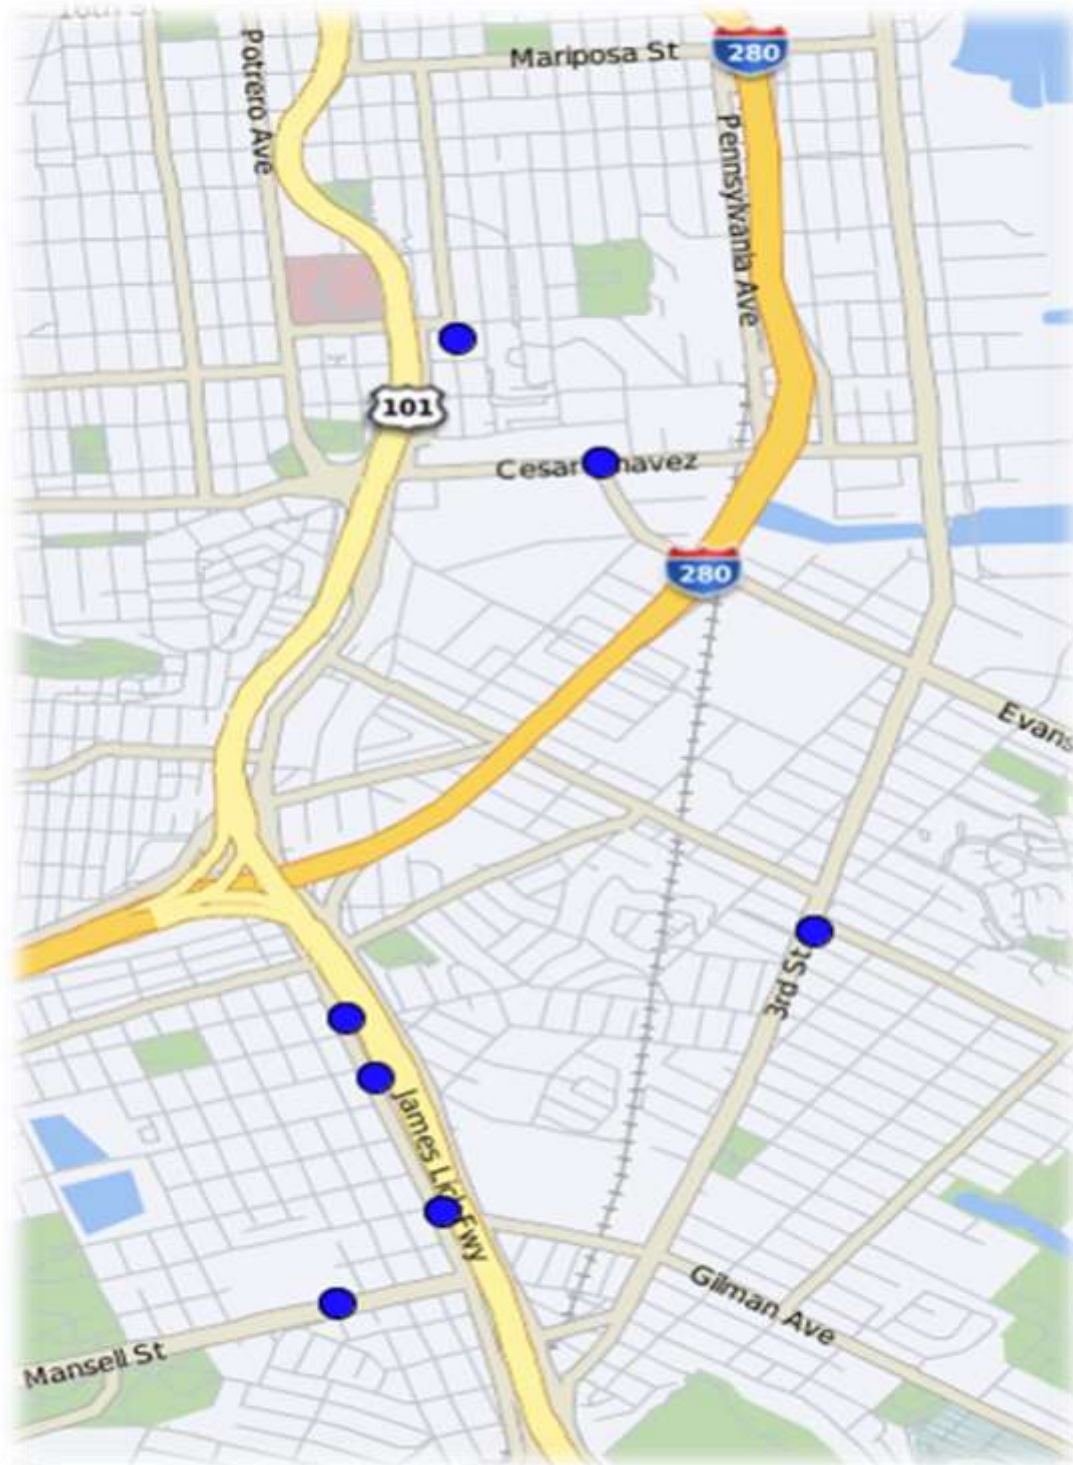 Mariposa St
280
Potrero Ave
Pennsylvania Ave
101
Cesar havez
280
Evans
3rd St
James Lick Fwy
Gilman Ave
Mansell St